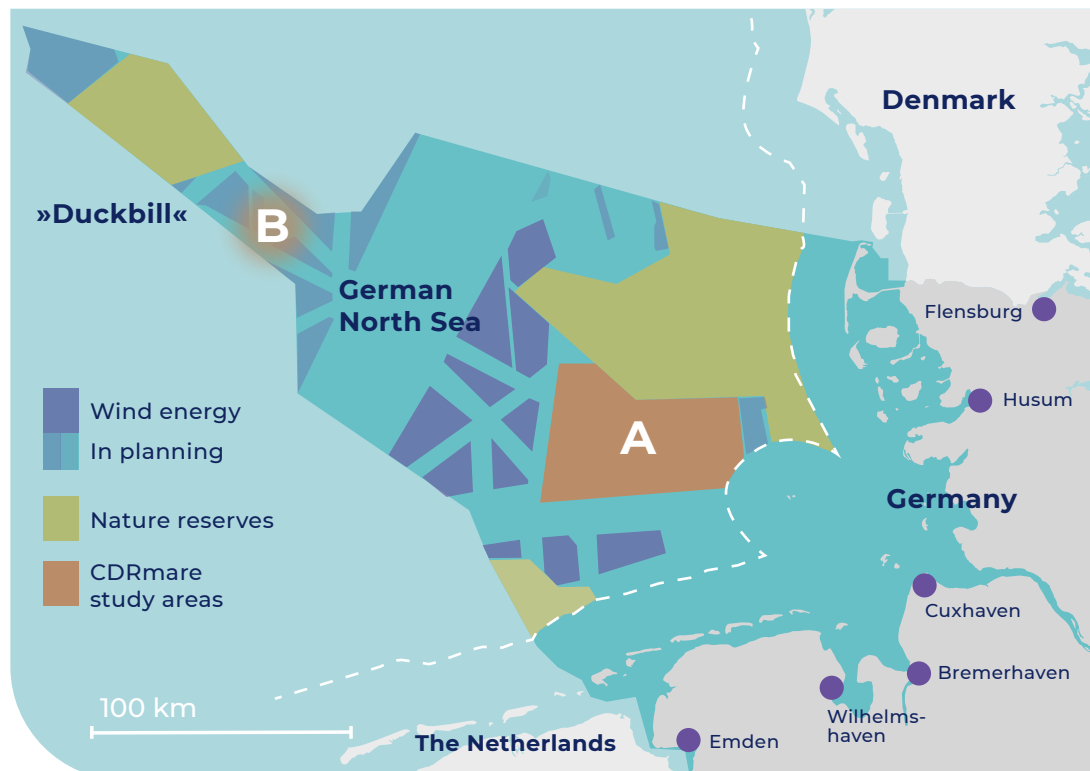 Denmark
»Duckbill«
B
German
North Sea
Flensburg
Husum
Wind energy
In planning
A
Germany
Nature reserves
CDRmare
study areas
Cuxhaven
Bremerhaven
100 km
Wilhelms-
haven
The Netherlands
Emden